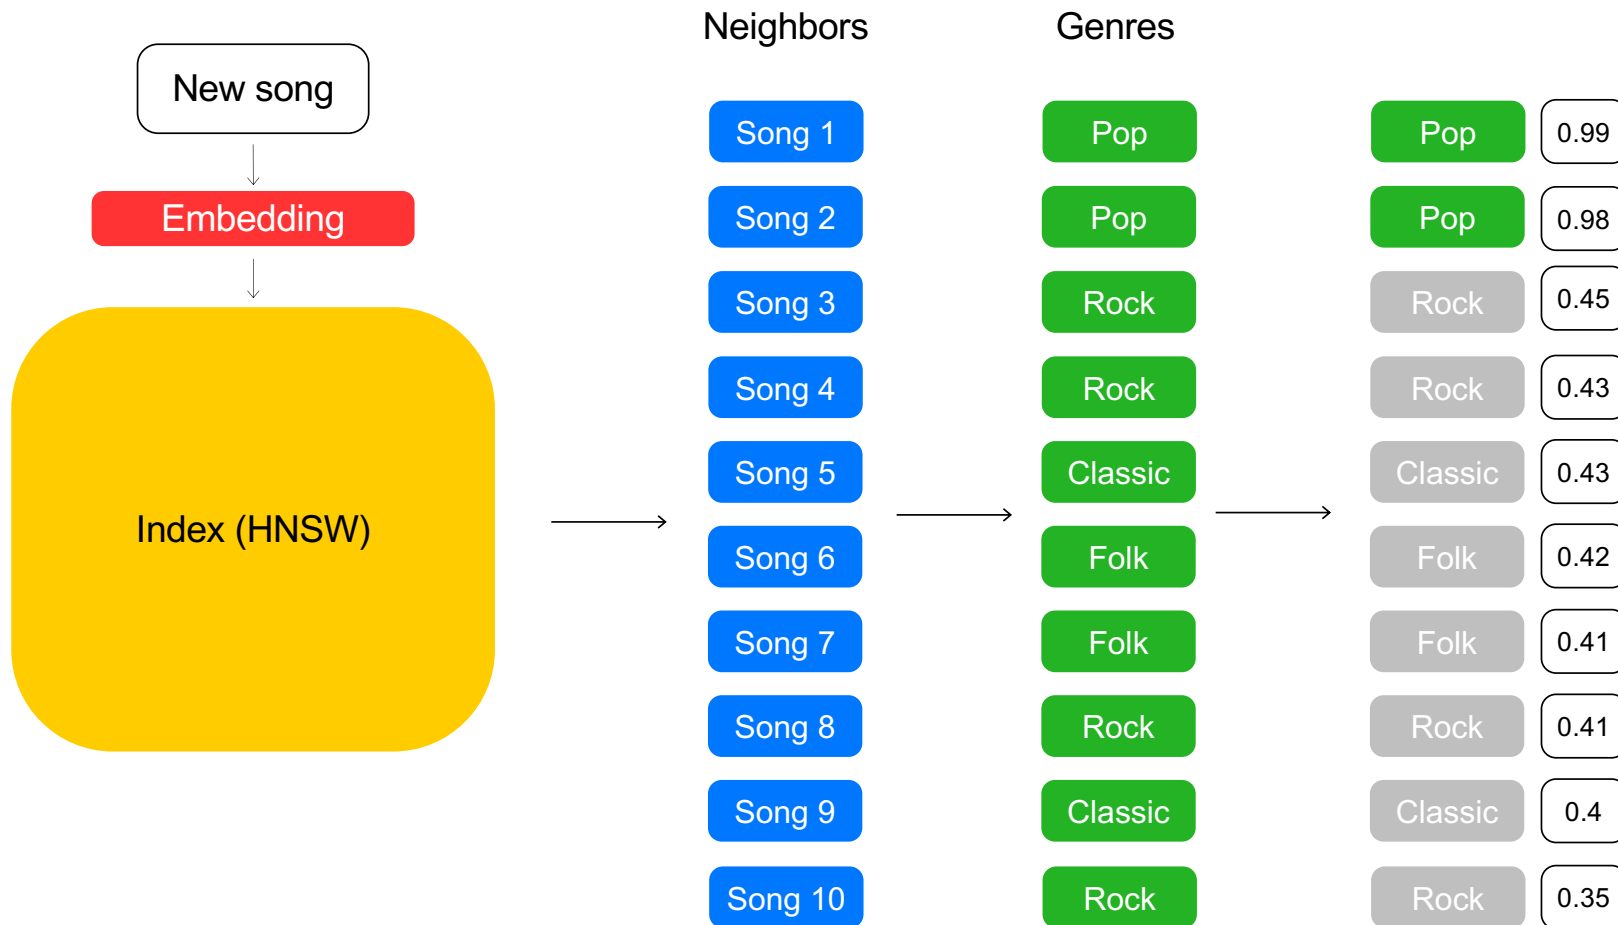 Neighbors Genres
New song
Embedding
Index (HNSW)
Song 1 Pop Pop 0.99
Song 2 Pop Pop 0.98
Song 3 Rock Rock 0.45
Song 4 Rock Rock 0.43
Song 5 Classic Classic 0.43
Song 6 Folk Folk 0.42
Song 7 Folk Folk 0.41
Song 8 Rock Rock 0.41
Song 9 Classic Classic 0.4
Song 10 Rock Rock 0.35